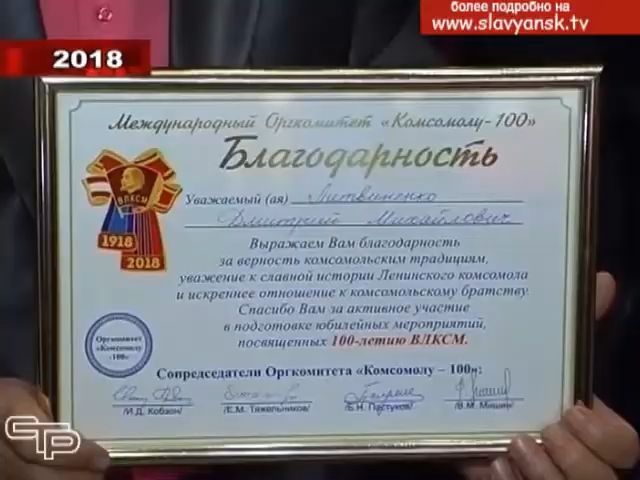 более подробно на
www.slavyansk.tv
2018
Международный Оргкомитет «Комсомолу-100»
Благодарность
Уважаемый (ая) Литвиненко
Дмитрий Михайлович
ВЛКСМ
1918
2018
Выражаем Вам благодарность
за верность комсомольским традициям,
уважение к славной истории Ленинского комсомола
и искреннее отношение к комсомольскому братству.
Спасибо Вам за активное участие
в подготовке юбилейных мероприятий,
посвященных 100-летию ВЛКСМ.
Оргкомитет
«Комсомолу
-100»
Сопредседатели Оргкомитета «Комсомолу – 100»:
/И.Д. Кобзон/ /Е.М. Тяжельников/ /Б.Н. Пастухов/ /В.М. Мишин/
СТР